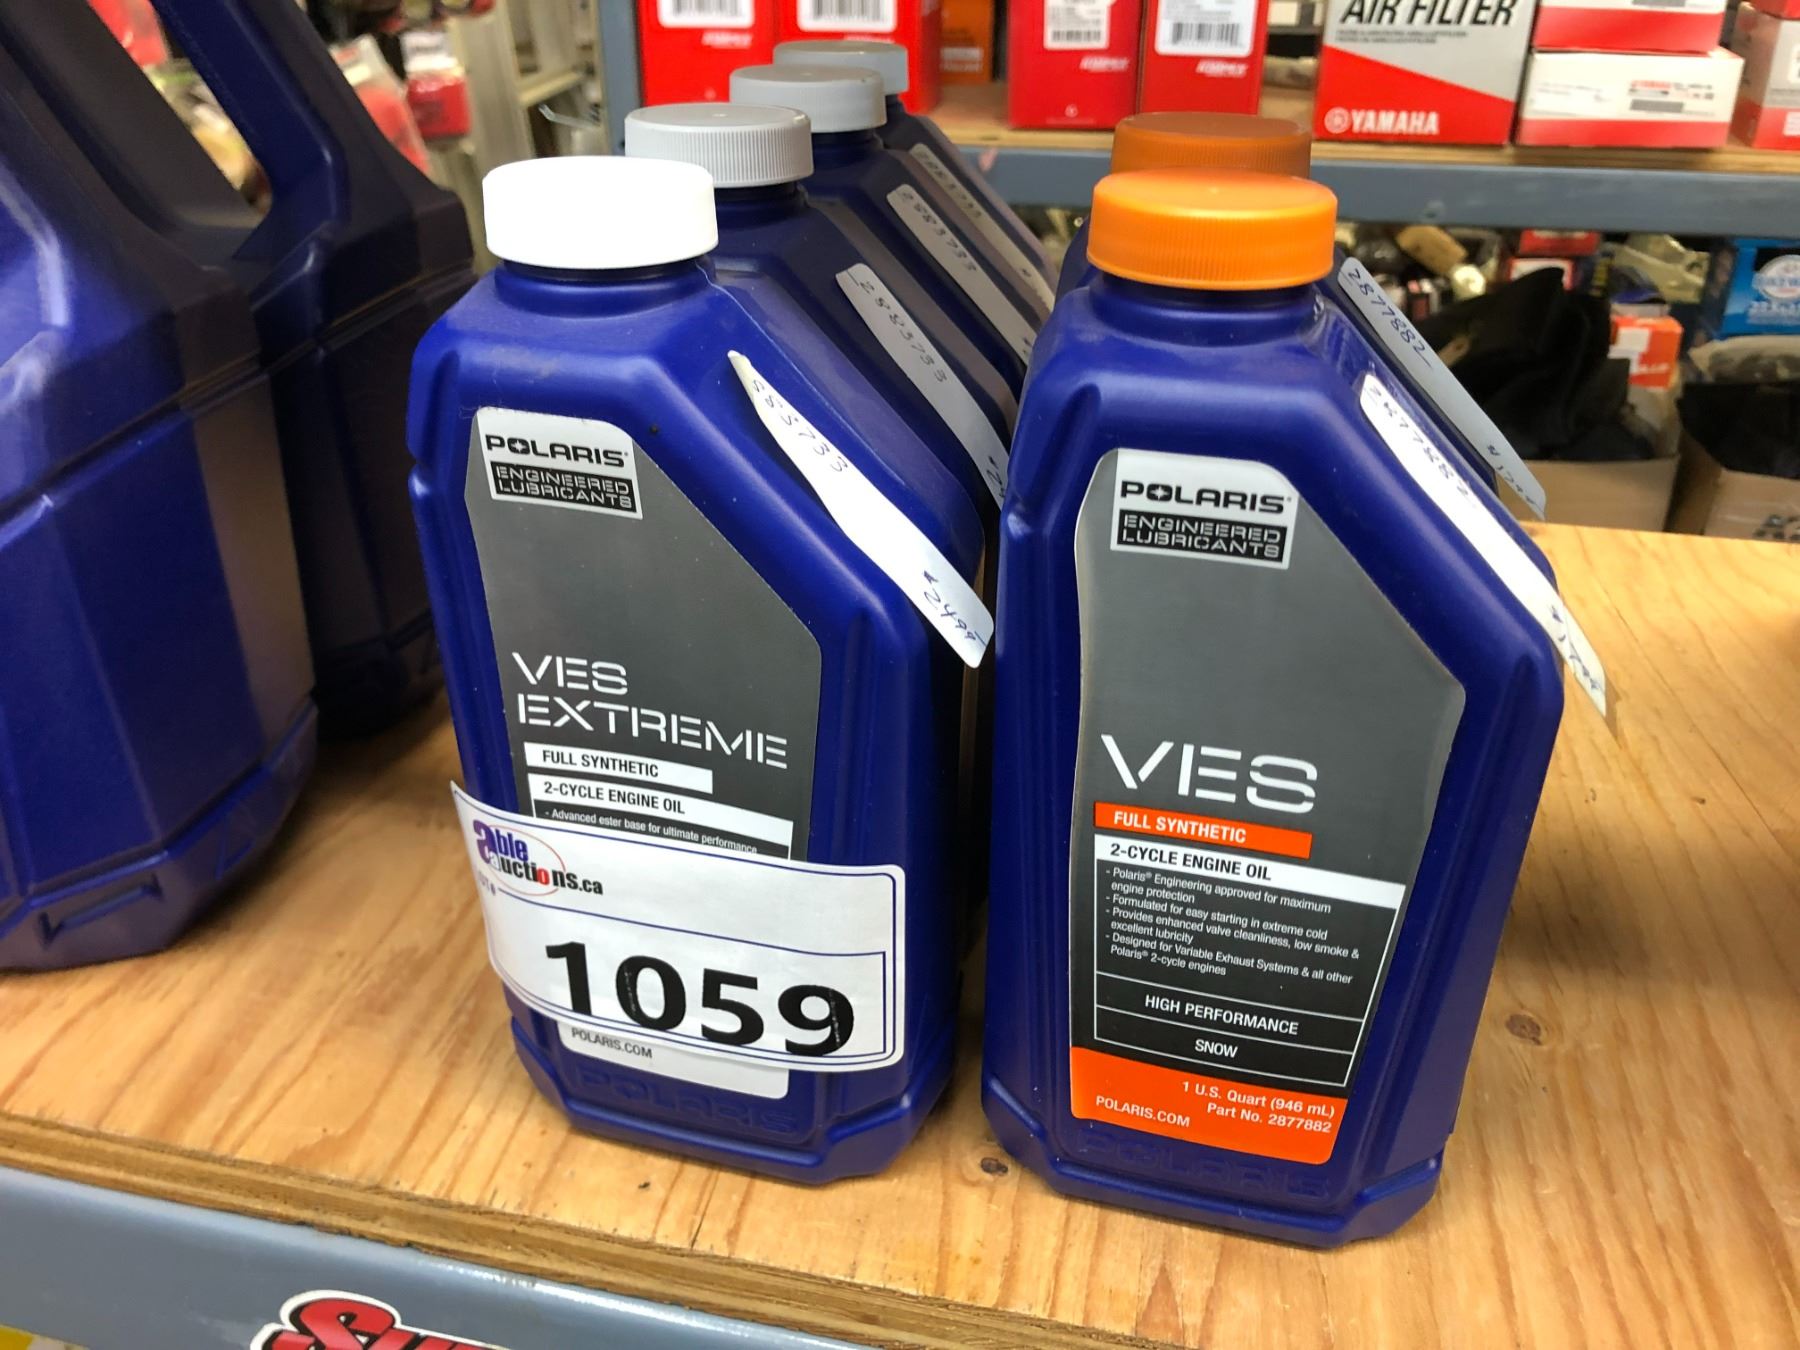 AIR FILTER
YAMAHA
POLARIS
ENGINEERED
LUBRICANTS
VES
EXTREME
FULL SYNTHETIC
2-CYCLE ENGINE OIL
- Advanced ester base for ultimate performance
able
auctions.ca
1059
POLARIS.COM
POLARIS
2883733
2883733
POLARIS
ENGINEERED
LUBRICANTS
VES
FULL SYNTHETIC
2-CYCLE ENGINE OIL
- Polaris® Engineering approved for maximum
engine protection
- Formulated for easy starting in extreme cold
- Provides enhanced valve cleanliness, low smoke &
excellent lubricity
- Designed for Variable Exhaust Systems & all other
Polaris® 2-cycle engines
HIGH PERFORMANCE
SNOW
1 U.S. Quart (946 mL)
Part No. 2877882
POLARIS.COM
POLARIS
2877882